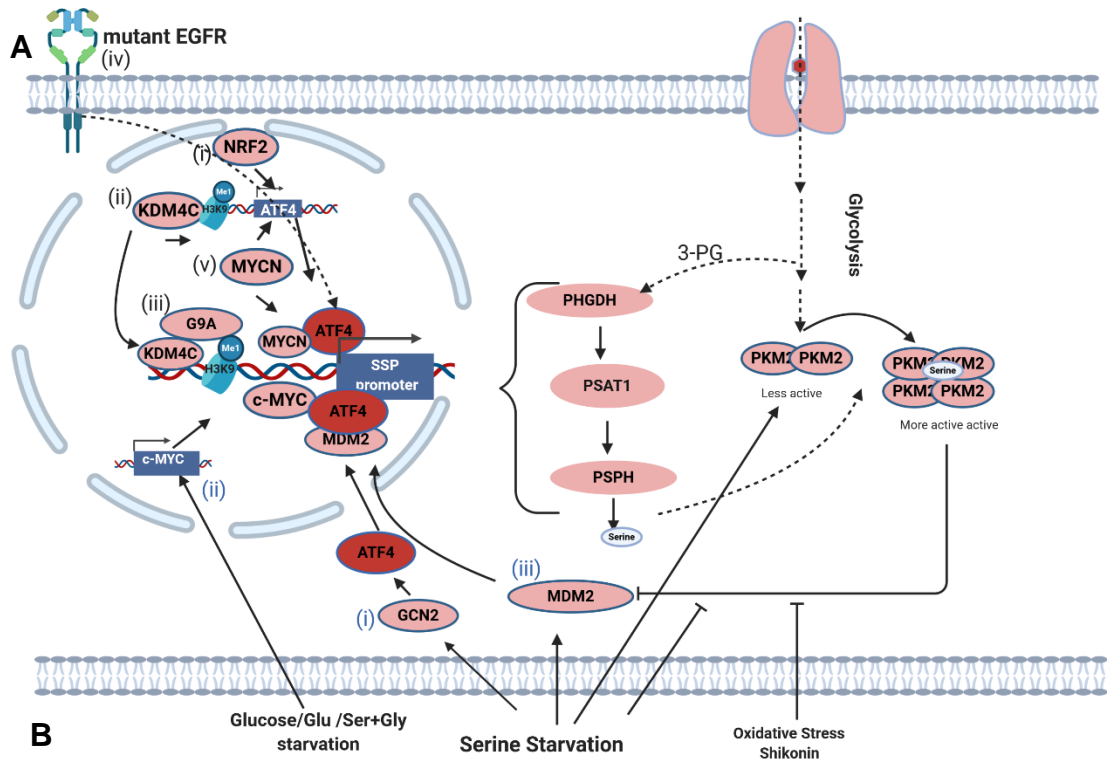 A
mutant EGFR
(iv)
(i)
NRF2
(ii)
KDM4C
Me1
H3K9
ATF4
(v)
MYCN
(iii)
G9A
KDM4C
Me1
H3K9
MYCN
ATF4
SSP
promoter
c-MYC
ATF4
MDM2
c-MYC
(ii)
ATF4
(i)
GCN2
(iii)
MDM2
3-PG
Glycolysis
PHGDH
PSAT1
PSPH
Serine
PKM2
PKM2
Less active
PKM2
PKM2
Serine
PKM2
PKM2
More active active
B
Glucose/Glu /Ser+Gly
starvation
Serine Starvation
Oxidative Stress
Shikonin